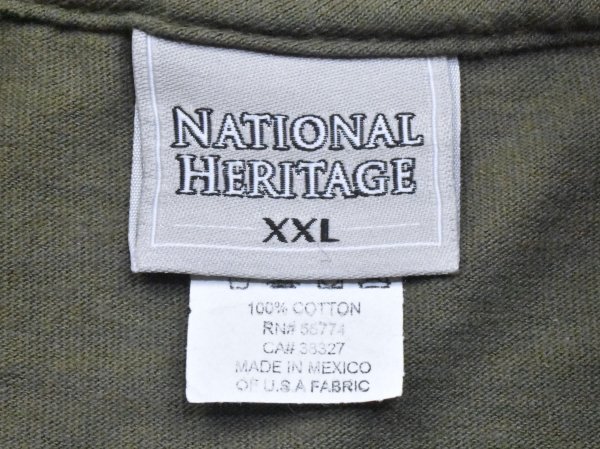 NATIONAL
HERITAGE
XXL
100% COTTON
RN# 56774
CA# 38327
MADE IN MEXICO
OF U.S.A FABRIC